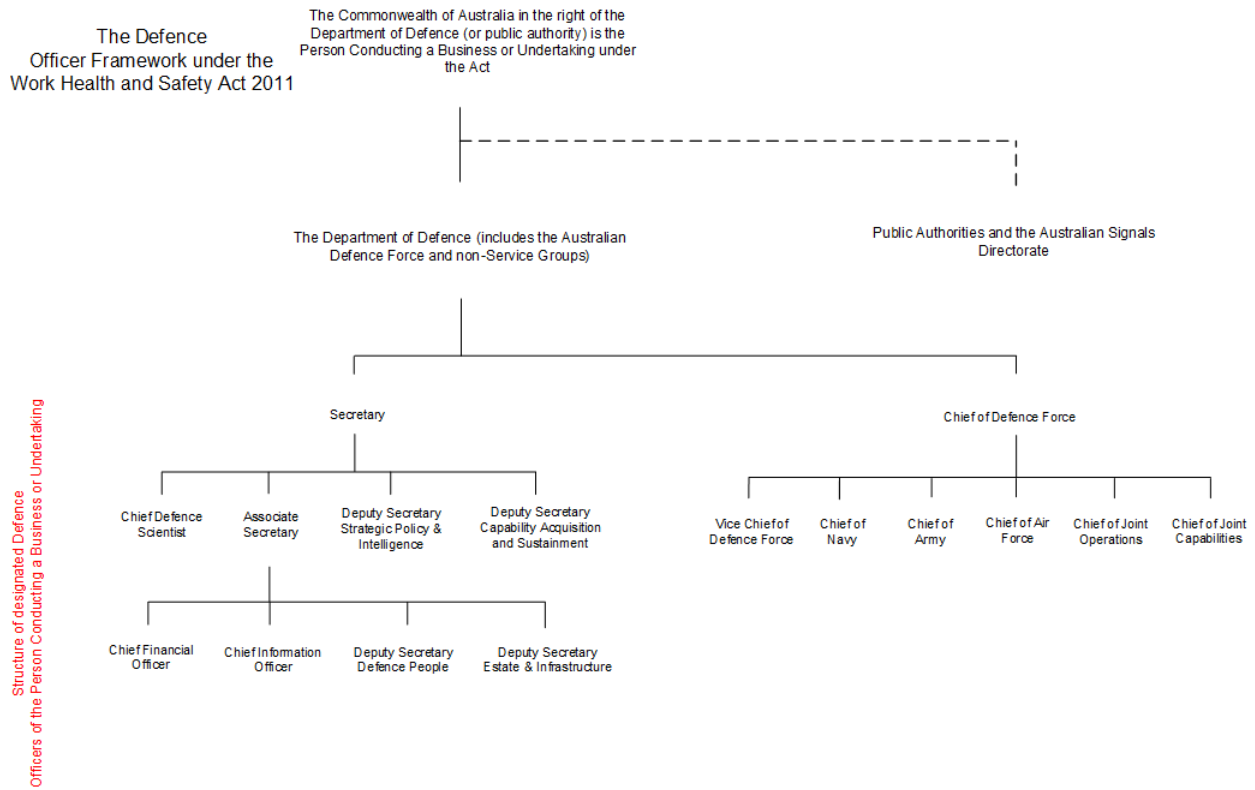 The Defence
Officer Framework under the
Work Health and Safety Act 2011
The Commonwealth of Australia in the right of the
Department of Defence (or public authority) is the
Person Conducting a Business or Undertaking under
the Act
The Department of Defence (includes the Australian
Defence Force and non-Service Groups)
Public Authorities and the Australian Signals
Directorate
Structure of designated Defence
Officers of the Person Conducting a Business or Undertaking
Secretary
Chief of Defence Force
Chief Defence
Scientist
Associate
Secretary
Deputy Secretary
Strategic Policy &
Intelligence
Deputy Secretary
Capability Acquisition
and Sustainment
Vice Chief of
Defence Force
Chief of
Navy
Chief of
Army
Chief of Air
Force
Chief of Joint
Operations
Chief of Joint
Capabilities
Chief Financial
Officer
Chief Information
Officer
Deputy Secretary
Defence People
Deputy Secretary
Estate & Infrastructure